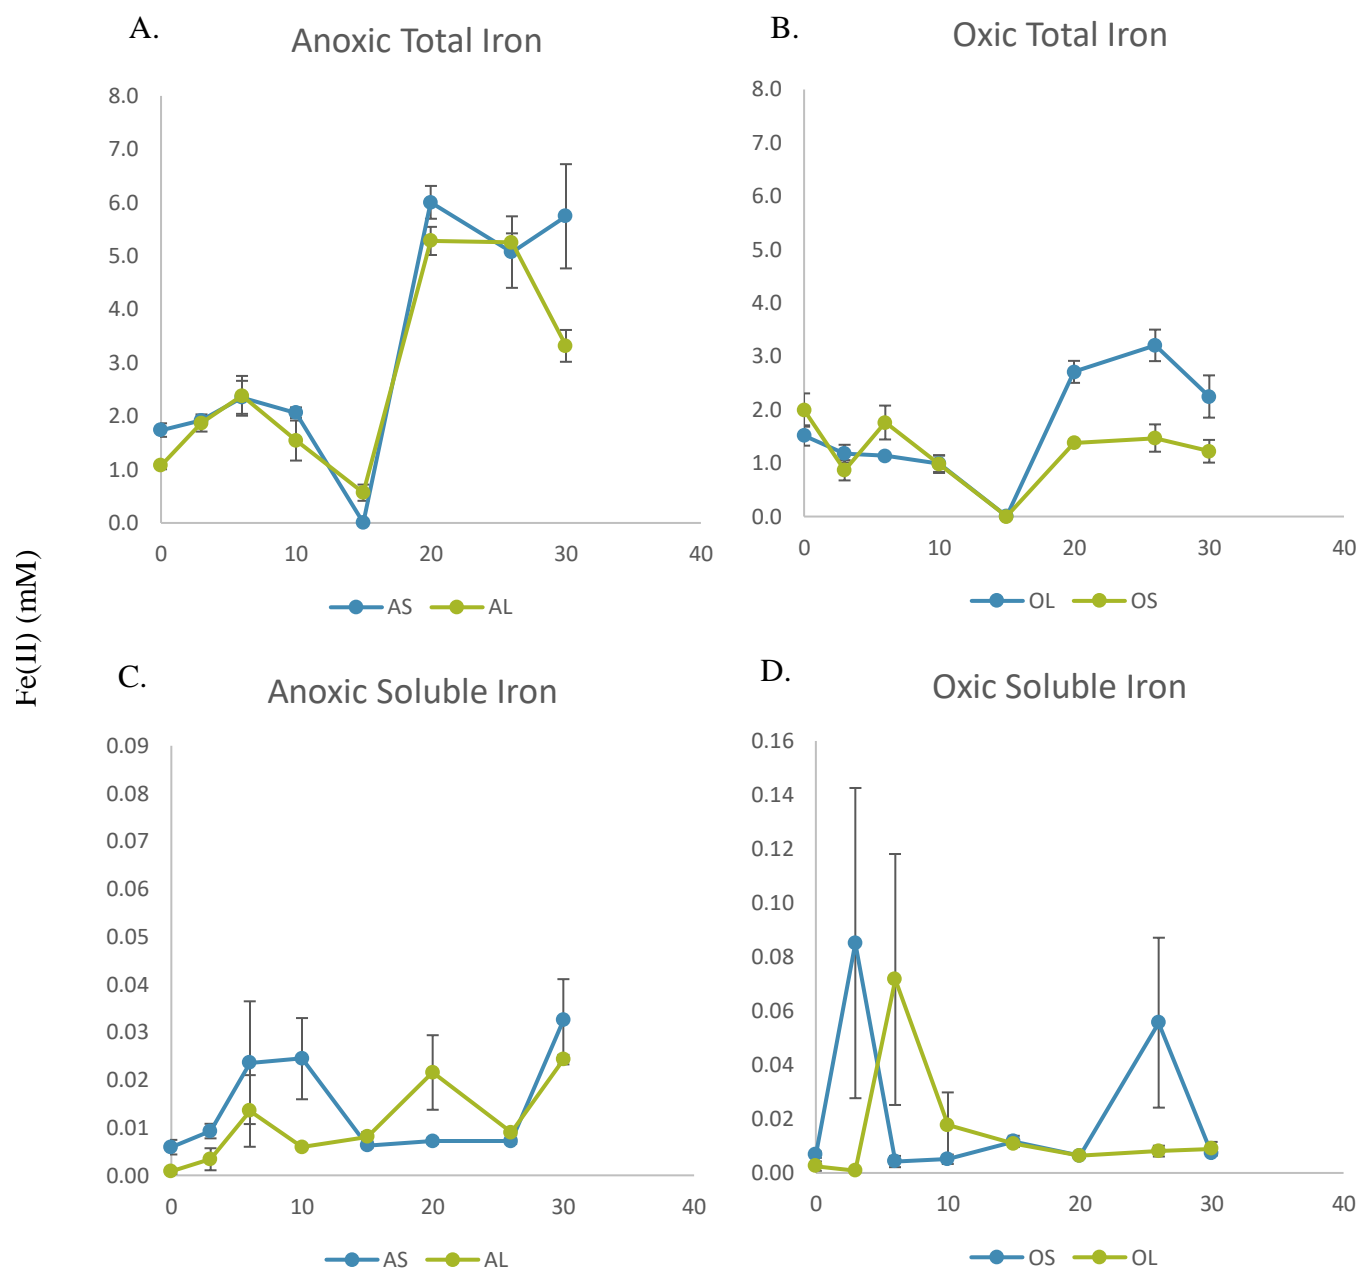 A.
Anoxic Total Iron
8.0
7.0
6.0
5.0
4.0
3.0
2.0
1.0
0.0
0 10 20 30 40
AS AL
B.
Oxic Total Iron
8.0
7.0
6.0
5.0
4.0
3.0
2.0
1.0
0.0
0 10 20 30 40
OL OS
Fe(II) (mM)
C.
Anoxic Soluble Iron
0.09
0.08
0.07
0.06
0.05
0.04
0.03
0.02
0.01
0.00
0 10 20 30 40
AS AL
D.
Oxic Soluble Iron
0.16
0.14
0.12
0.10
0.08
0.06
0.04
0.02
0.00
0 10 20 30 40
OS OL